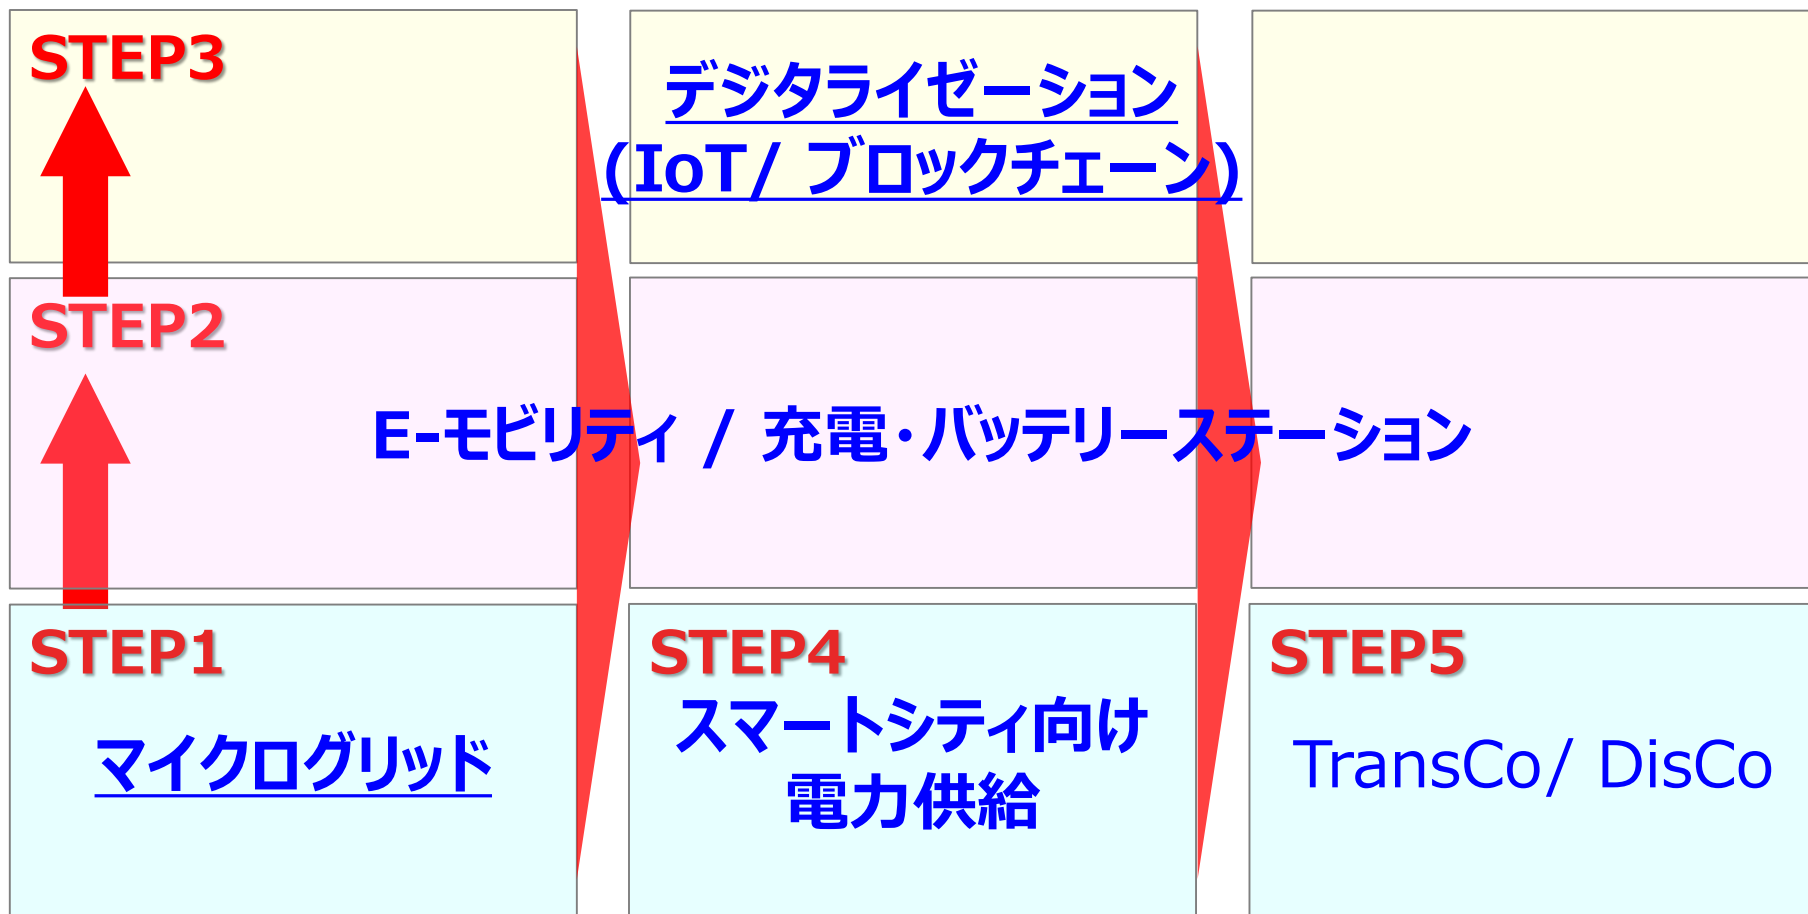 STEP3
デジタライゼーション
(IoT/ ブロックチェーン)
STEP2
E-モビリティ / 充電・バッテリーステーション
STEP1
マイクログリッド
STEP4
スマートシティ向け
電力供給
STEP5
TransCo/ DisCo